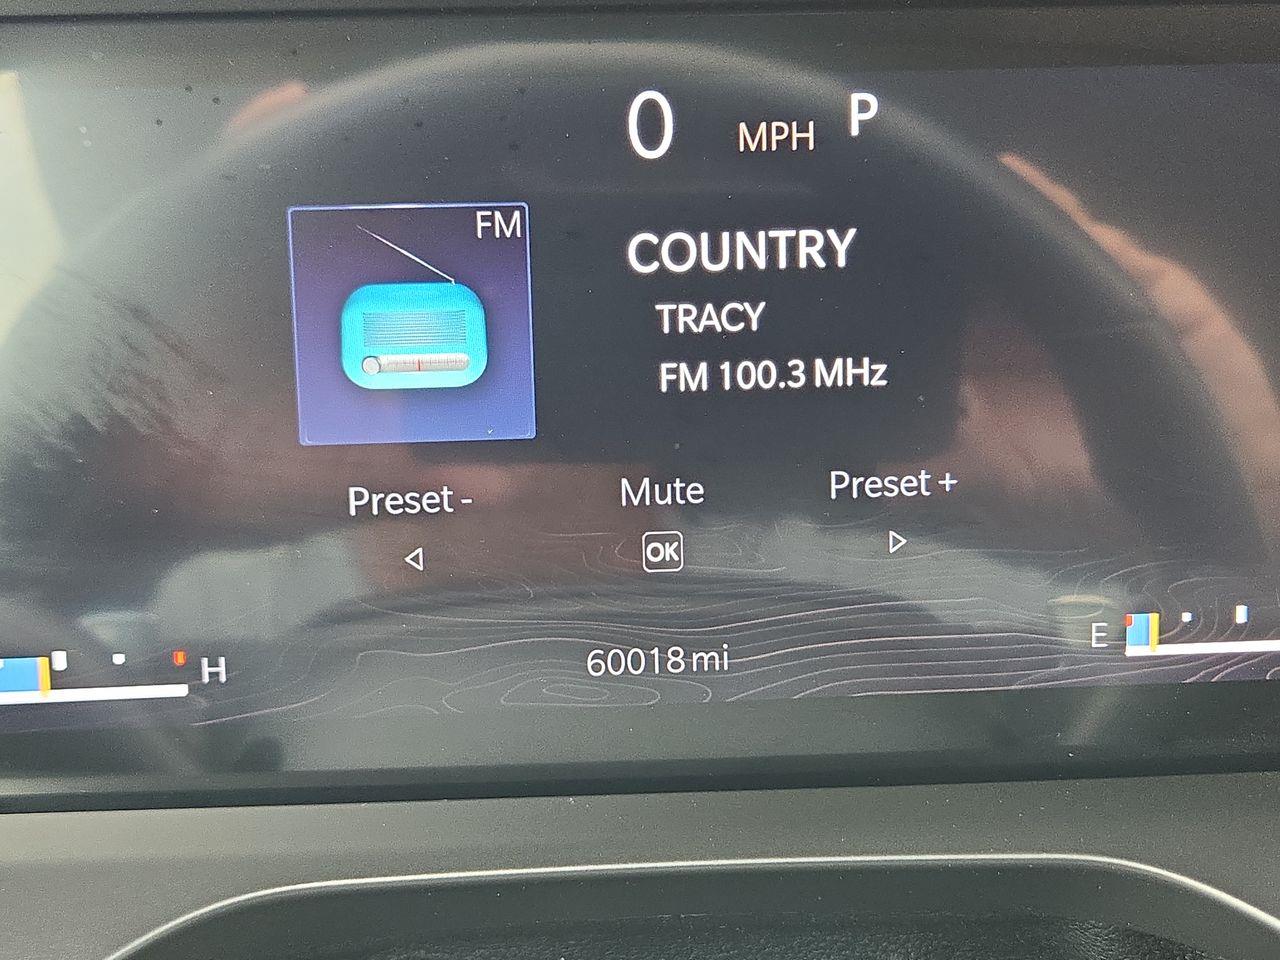 0 MPH P
FM
COUNTRY
TRACY
FM 100.3 MHz
Preset - Mute Preset +
OK
H 60018 mi E